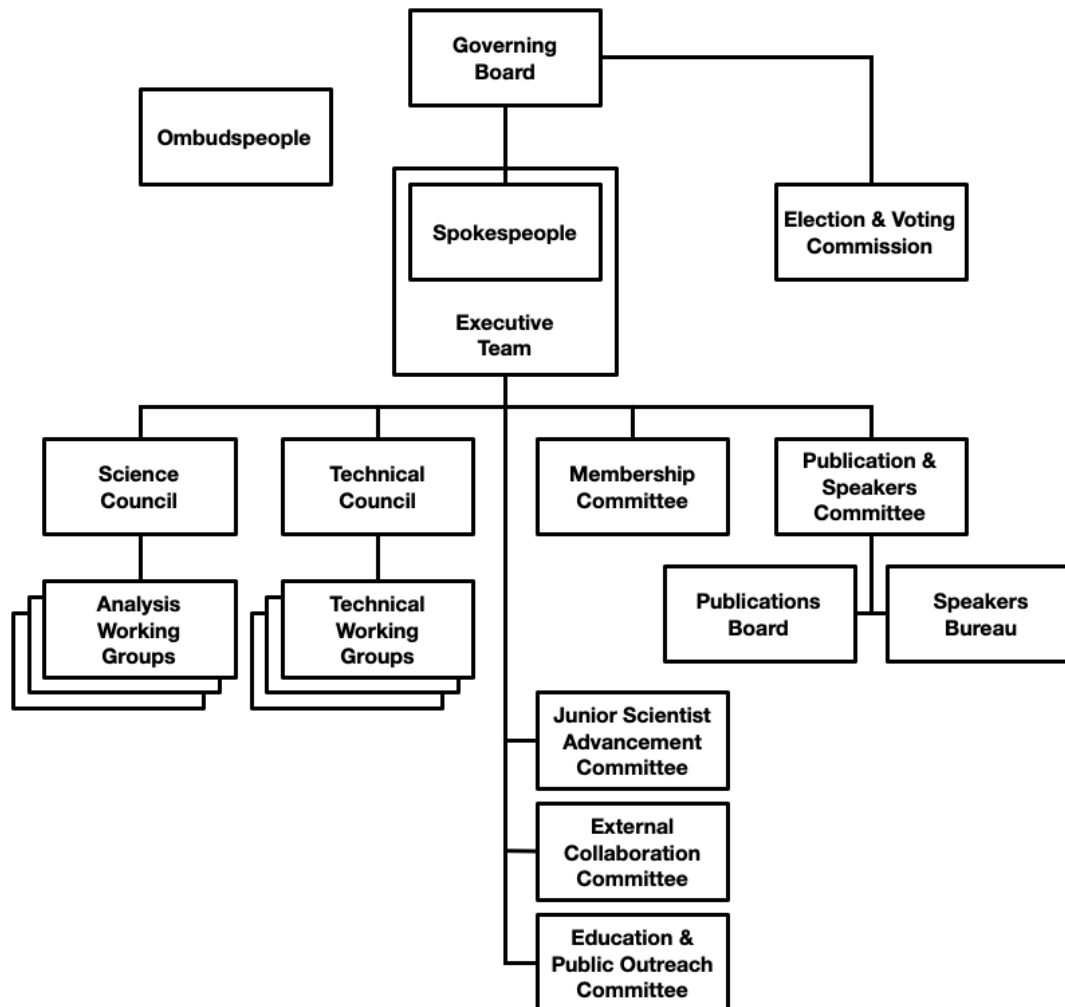 Governing
Board
Ombudspeople
Spokespeople
Election & Voting
Commission
Executive
Team
Science
Council
Technical
Council
Membership
Committee
Publication &
Speakers
Committee
Analysis
Working
Groups
Technical
Working
Groups
Publications
Board
Speakers
Bureau
Junior Scientist
Advancement
Committee
External
Collaboration
Committee
Education &
Public Outreach
Committee